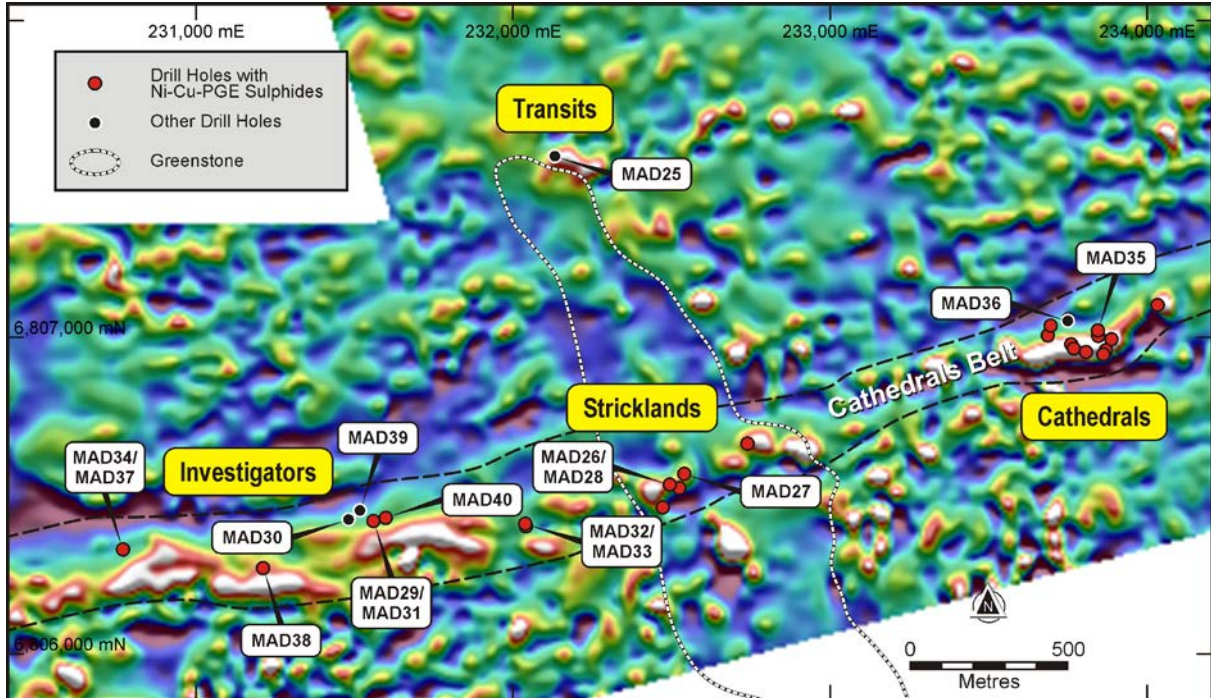 231,000 mE
232,000 mE
233,000 mE
234,000 mE
Drill Holes with
Ni-Cu-PGE Sulphides
Other Drill Holes
Greenstone
Transits
MAD25
MAD35
MAD36
6,807,000 mN
Cathedrals Belt
Stricklands
Cathedrals
MAD39
MAD34/
MAD37
Investigators
MAD26/
MAD28
MAD40
MAD27
MAD30
MAD32/
MAD33
MAD29/
MAD31
MAD38
6,806,000 mN
N
0
500
Metres